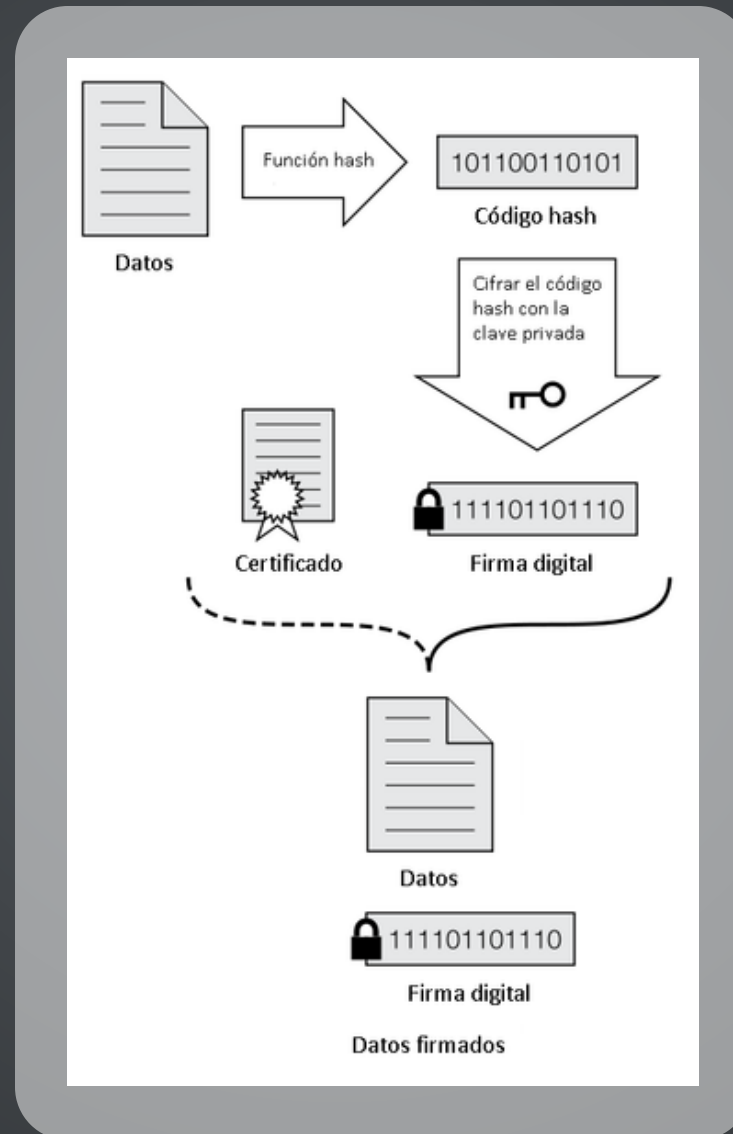 Función hash
101100110101
Código hash
Datos
Cifrar el código
hash con la
clave privada
111101101110
Certificado
Firma digital
Datos
111101101110
Firma digital
Datos firmados